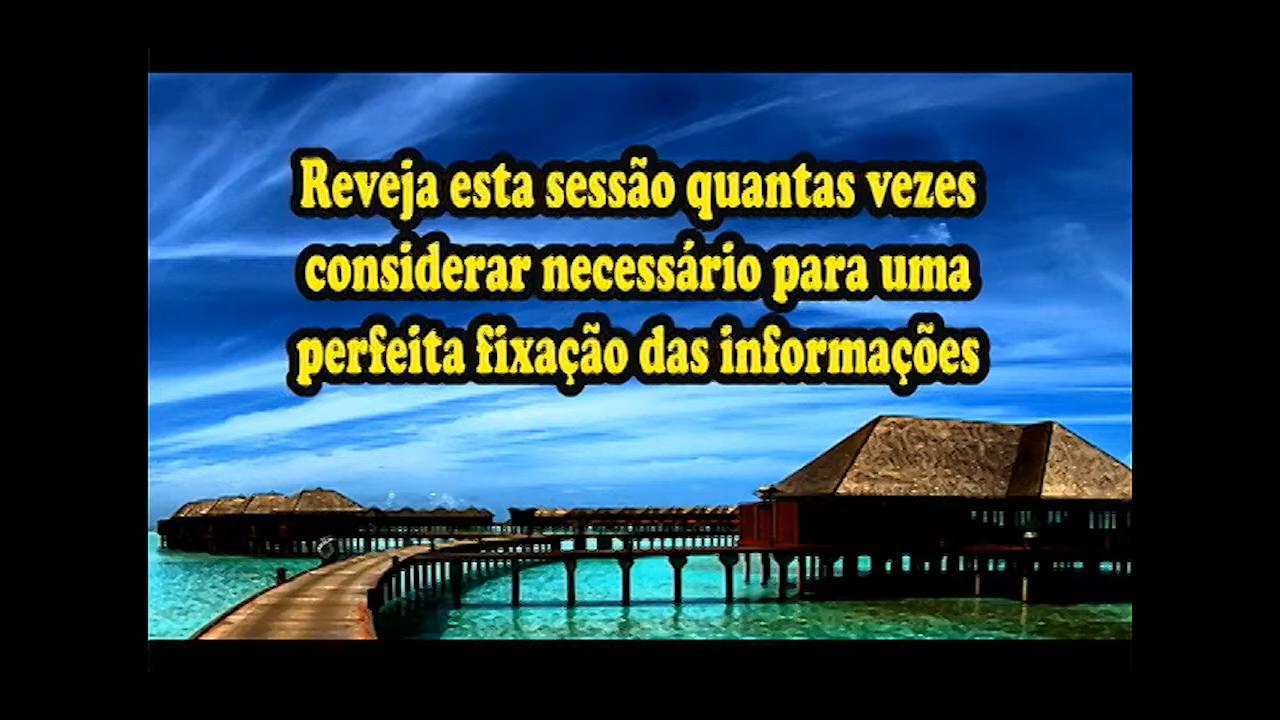 Reveja esta sessão quantas vezes
considerar necessário para uma
perfeita fixação das informações